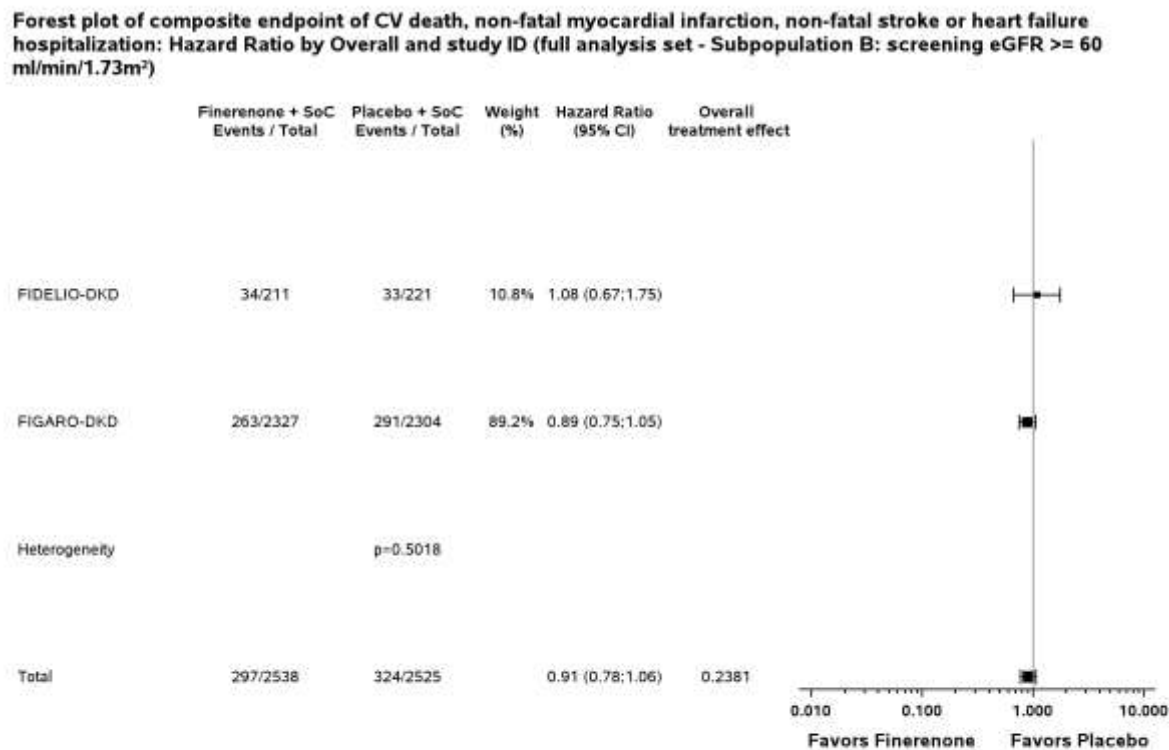 Forest plot of composite endpoint of CV death, non-fatal myocardial infarction, non-fatal stroke or heart failure
hospitalization: Hazard Ratio by Overall and study ID (full analysis set - Subpopulation B: screening eGFR >= 60
ml/min/1.73m²)
Finerenone + SoC Placebo + SoC Weight Hazard Ratio Overall
Events / Total Events / Total (%) (95% CI) treatment effect
FIDELIO-DKD 34/211 33/221 10.8% 1.08 (0.67;1.75)
FIGARO-DKD 263/2327 291/2304 89.2% 0.89 (0.75;1.05)
Heterogeneity p=0.5018
Total 297/2538 324/2525 0.91 (0.78;1.06) 0.2381
0.010 0.100 1.000 10.000
Favors Finerenone Favors Placebo